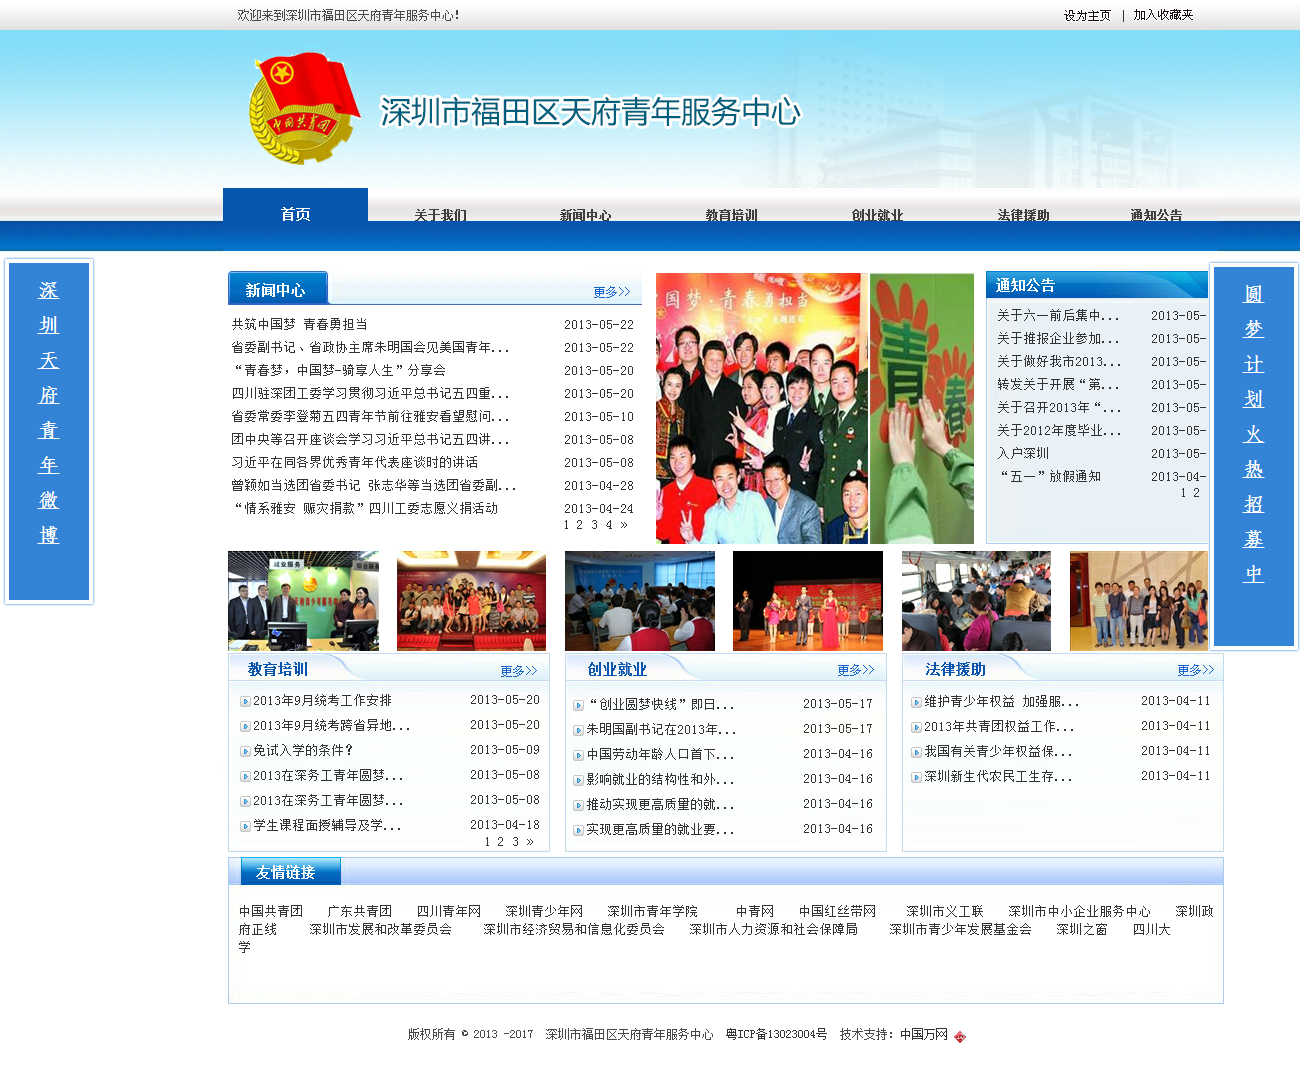 欢迎来到深圳市福田区天府青年服务中心！
设为主页 | 加入收藏夹
中国共青团
深圳市福田区天府青年服务中心
首页 关于我们 新闻中心 教育培训 创业就业 法律援助 通知公告
深圳天府青年微博
新闻中心 更多>>
共筑中国梦 青春勇担当 2013-05-22
省委副书记、省政协主席朱明国会见美国青年... 2013-05-22
“青春梦，中国梦-骑享人生”分享会 2013-05-20
四川驻深团工委学习贯彻习近平总书记五四重... 2013-05-20
省委常委李登菊五四青年节前往雅安看望慰问... 2013-05-10
团中央等召开座谈会学习习近平总书记五四讲... 2013-05-08
习近平在同各界优秀青年代表座谈时的讲话 2013-05-08
曾颖如当选团省委书记 张志华等当选团省委副... 2013-04-28
“情系雅安 赈灾捐款”四川工委志愿义捐活动 2013-04-24
1 2 3 4 »
中国梦·青春勇担当
青春
通知公告
关于六一前后集中... 2013-05-
关于推报企业参加... 2013-05-
关于做好我市2013... 2013-05-
转发关于开展“第... 2013-05-
关于召开2013年“... 2013-05-
关于2012年度毕业... 2013-05-
入户深圳 2013-05-
“五一”放假通知 2013-04-
1 2
圆梦计划火热招募中
就业服务
教育培训 更多>>
2013年9月统考工作安排 2013-05-20
2013年9月统考跨省异地... 2013-05-20
免试入学的条件？ 2013-05-09
2013在深务工青年圆梦... 2013-05-08
2013在深务工青年圆梦... 2013-05-08
学生课程面授辅导及学... 2013-04-18
1 2 3 »
创业就业 更多>>
“创业圆梦快线”即日... 2013-05-17
朱明国副书记在2013年... 2013-05-17
中国劳动年龄人口首下... 2013-04-16
影响就业的结构性和外... 2013-04-16
推动实现更高质量的就... 2013-04-16
实现更高质量的就业要... 2013-04-16
法律援助 更多>>
维护青少年权益 加强服... 2013-04-11
2013年共青团权益工作... 2013-04-11
我国有关青少年权益保... 2013-04-11
深圳新生代农民工生存... 2013-04-11
友情链接
中国共青团 广东共青团 四川青年网 深圳青少年网 深圳市青年学院 中青网 中国红丝带网 深圳市义工联 深圳市中小企业服务中心 深圳政
府正线 深圳市发展和改革委员会 深圳市经济贸易和信息化委员会 深圳市人力资源和社会保障局 深圳市青少年发展基金会 深圳之窗 四川大
学
版权所有 © 2013 -2017 深圳市福田区天府青年服务中心 粤ICP备13023004号 技术支持：中国万网